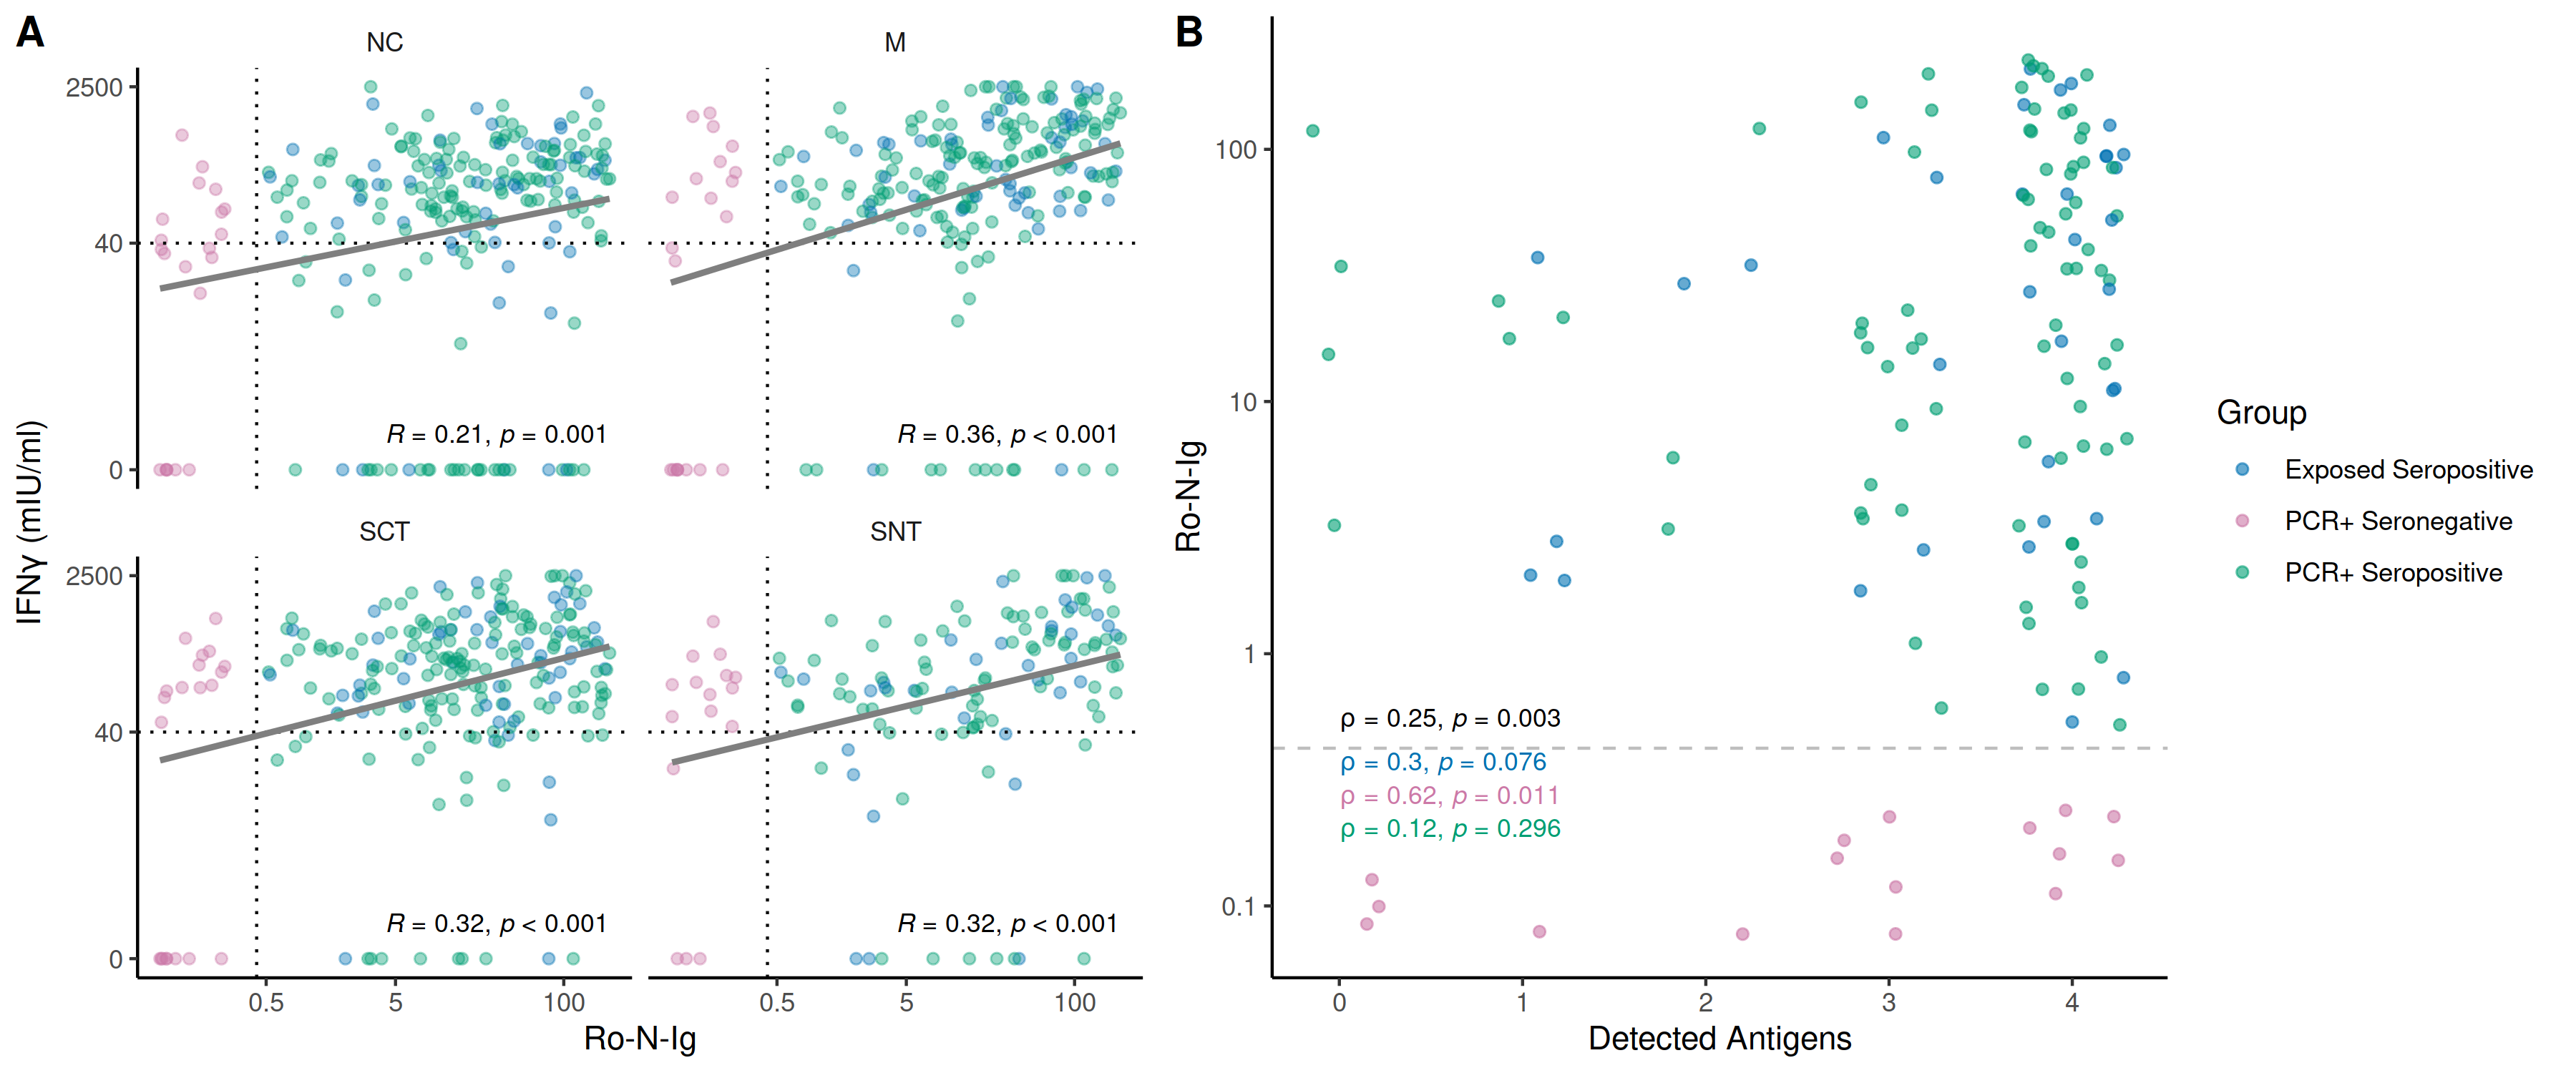 A
NC
M
2500
40
0
R = 0.21, p = 0.001
R = 0.36, p < 0.001
SCT
SNT
2500
40
0
R = 0.32, p < 0.001
R = 0.32, p < 0.001
0.5 5 100
0.5 5 100
IFNγ (mIU/ml)
Ro-N-Ig
B
100
10
1
0.1
Ro-N-Ig
ρ = 0.25, p = 0.003
ρ = 0.3, p = 0.076
ρ = 0.62, p = 0.011
ρ = 0.12, p = 0.296
0 1 2 3 4
Detected Antigens
Group
Exposed Seropositive
PCR+ Seronegative
PCR+ Seropositive